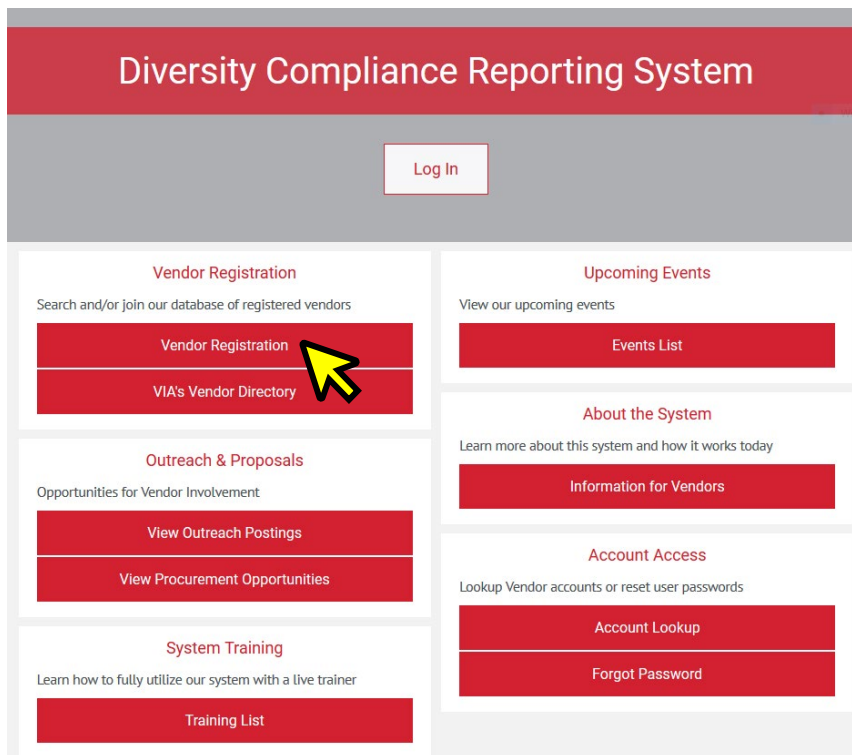 Diversity Compliance Reporting System
Log In
Vendor Registration
Search and/or join our database of registered vendors
Vendor Registration
VIA's Vendor Directory
Outreach & Proposals
Opportunities for Vendor Involvement
View Outreach Postings
View Procurement Opportunities
System Training
Learn how to fully utilize our system with a live trainer
Training List
Upcoming Events
View our upcoming events
Events List
About the System
Learn more about this system and how it works today
Information for Vendors
Account Access
Lookup Vendor accounts or reset user passwords
Account Lookup
Forgot Password